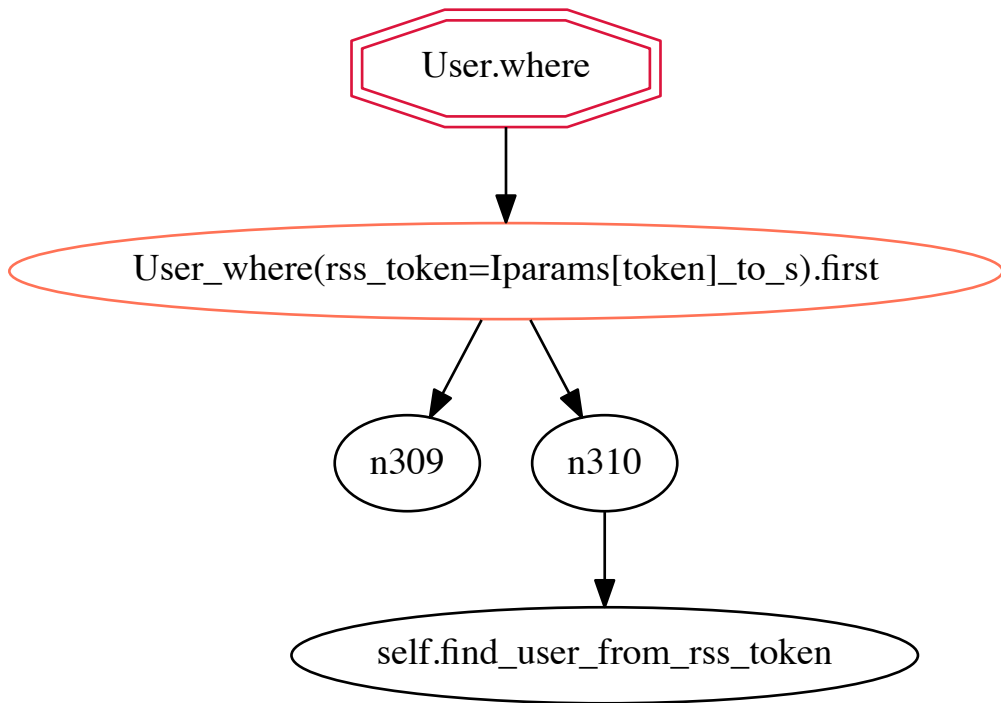 User.where
User_where(rss_token=Iparams[token]_to_s).first
n309
n310
self.find_user_from_rss_token